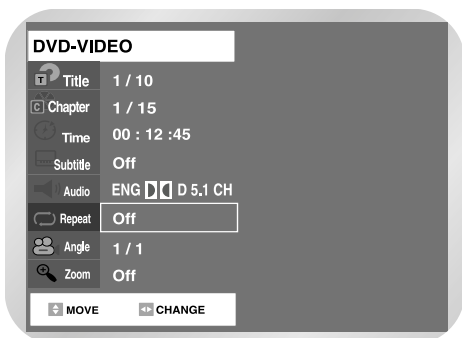 DVD-VIDEO
T Title 1 / 10
C Chapter 1 / 15
Time 00 : 12 :45
Subtitle Off
Audio ENG D 5.1 CH
Repeat Off
Angle 1 / 1
Zoom Off
MOVE CHANGE